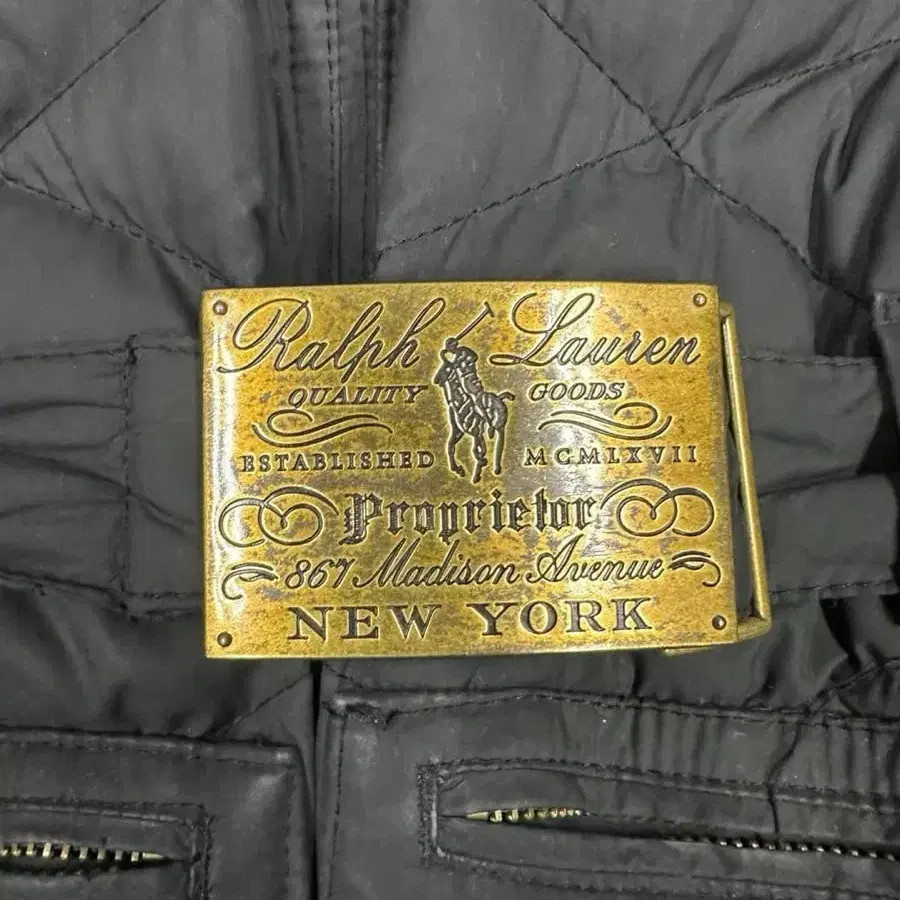 Ralph Lauren
QUALITY GOODS
ESTABLISHED MCMLXVII
Proprietor
867 Madison Avenue
NEW YORK